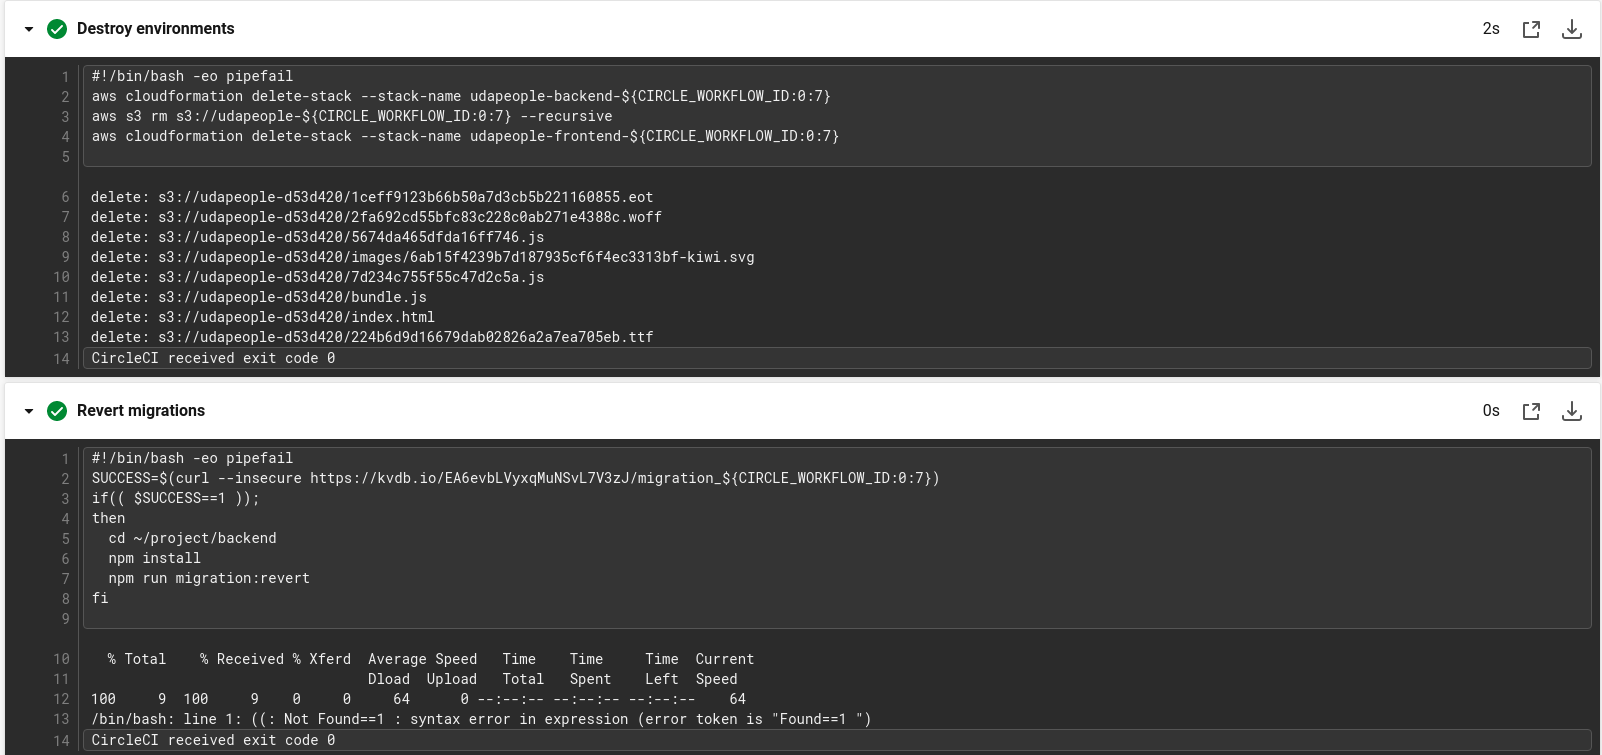 Destroy environments 2s
1 #!/bin/bash -eo pipefail
2 aws cloudformation delete-stack --stack-name udapeople-backend-${CIRCLE_WORKFLOW_ID:0:7}
3 aws s3 rm s3://udapeople-${CIRCLE_WORKFLOW_ID:0:7} --recursive
4 aws cloudformation delete-stack --stack-name udapeople-frontend-${CIRCLE_WORKFLOW_ID:0:7}
5
6 delete: s3://udapeople-d53d420/1ceff9123b66b50a7d3cb5b221160855.eot
7 delete: s3://udapeople-d53d420/2fa692cd55bfc83c228c0ab271e4388c.woff
8 delete: s3://udapeople-d53d420/5674da465dfda16ff746.js
9 delete: s3://udapeople-d53d420/images/6ab15f4239b7d187935cf6f4ec3313bf-kiwi.svg
10 delete: s3://udapeople-d53d420/7d234c755f55c47d2c5a.js
11 delete: s3://udapeople-d53d420/bundle.js
12 delete: s3://udapeople-d53d420/index.html
13 delete: s3://udapeople-d53d420/224b6d9d16679dab02826a2a7ea705eb.ttf
14 CircleCI received exit code 0
Revert migrations 0s
1 #!/bin/bash -eo pipefail
2 SUCCESS=$(curl --insecure https://kvdb.io/EA6evbLVyxqMuNSvL7V3zJ/migration_${CIRCLE_WORKFLOW_ID:0:7})
3 if(( $SUCCESS==1 ));
4 then
5 cd ~/project/backend
6 npm install
7 npm run migration:revert
8 fi
9
10 % Total % Received % Xferd Average Speed Time Time Time Current
11 Dload Upload Total Spent Left Speed
12 100 9 100 9 0 0 64 0 --:--:-- --:--:-- --:--:-- 64
13 /bin/bash: line 1: ((: Not Found==1 : syntax error in expression (error token is "Found==1 ")
14 CircleCI received exit code 0